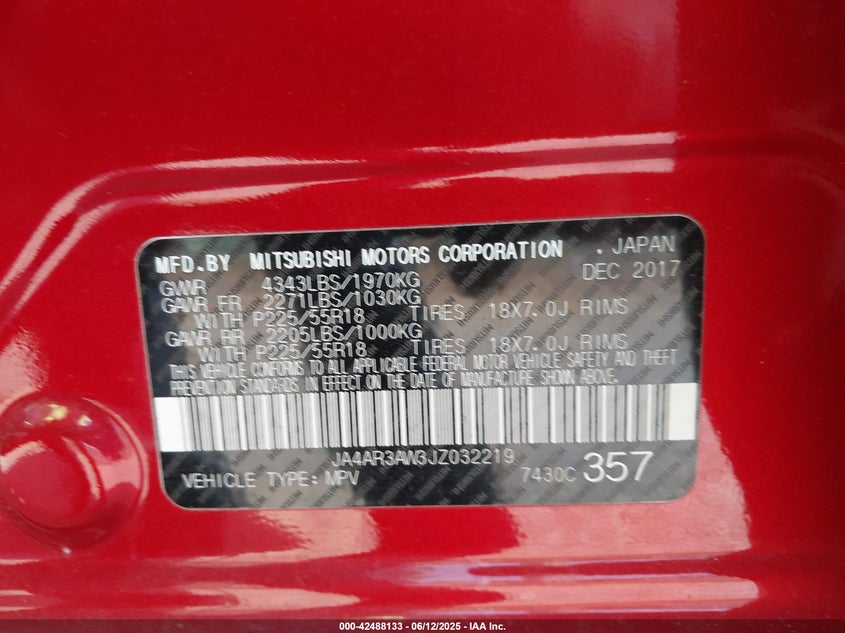 MFD.BY MITSUBISHI MOTORS CORPORATION , JAPAN
GVWR 4343LBS/1970KG DEC 2017
GAWR FR 2271LBS/1030KG
WITH P225/55R18 TIRES 18X7.0J RIMS
GAWR RR 2205LBS/1000KG
WITH P225/55R18 TIRES 18X7.0J RIMS
THIS VEHICLE CONFORMS TO ALL APPLICABLE FEDERAL MOTOR VEHICLE SAFETY AND THEFT
PREVENTION STANDARDS IN EFFECT ON THE DATE OF MANUFACTURE SHOWN ABOVE.
JA4AR3AW3JZ032219
VEHICLE TYPE: MPV 7430C 357
000-42488133 - 06/12/2025 - IAA Inc.